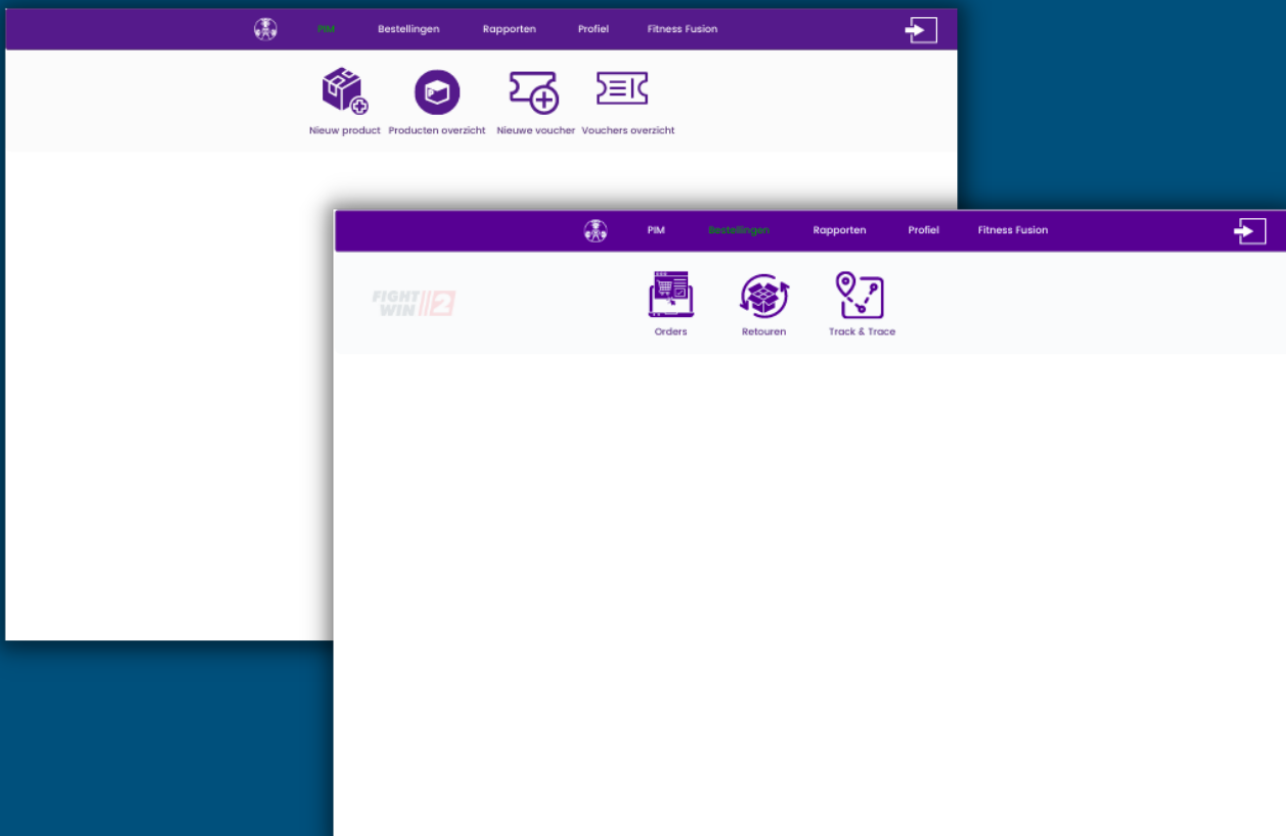 PIM Bestellingen Rapporten Profiel Fitness Fusion
Nieuw product Producten overzicht Nieuwe voucher Vouchers overzicht
PIM Bestellingen Rapporten Profiel Fitness Fusion
FIGHT
WIN 2
Orders Retouren Track & Trace